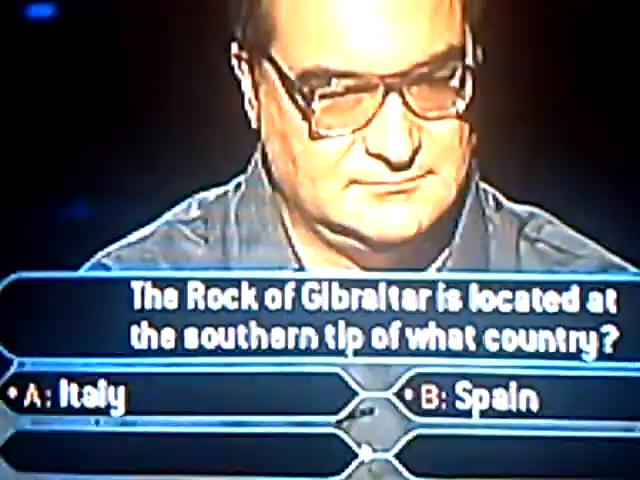 The Rock of Gibraltar is located at
the southern tip of what country?
A: Italy
B: Spain